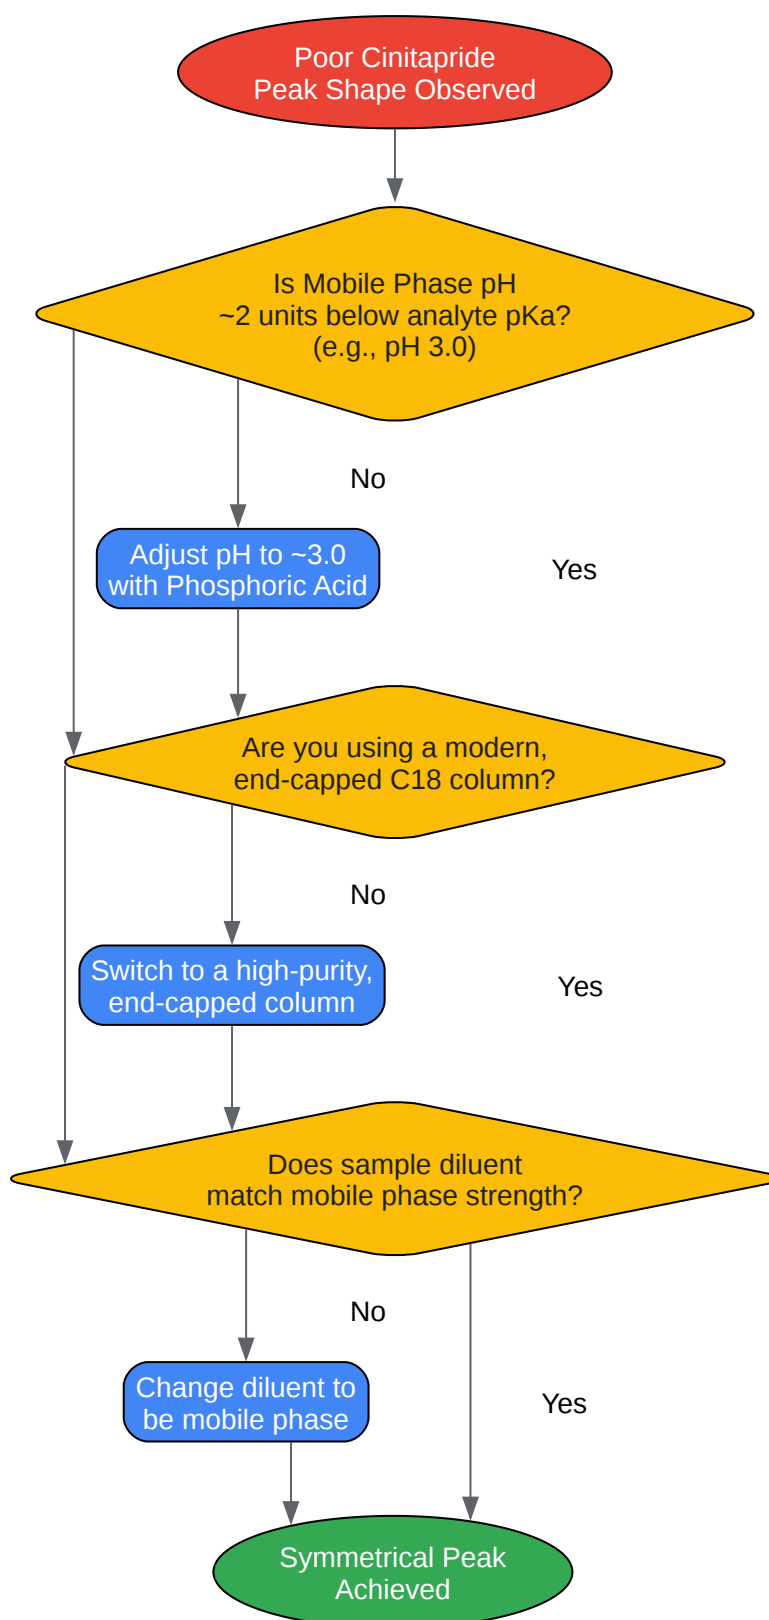 Poor Cinitapride
Peak Shape Observed
Is Mobile Phase pH
~2 units below analyte pKa?
(e.g., pH 3.0)
No
Adjust pH to ~3.0
with Phosphoric Acid
Yes
Are you using a modern,
end-capped C18 column?
No
Switch to a high-purity,
end-capped column
Yes
Does sample diluent
match mobile phase strength?
No
Change diluent to
be mobile phase
Yes
Symmetrical Peak
Achieved